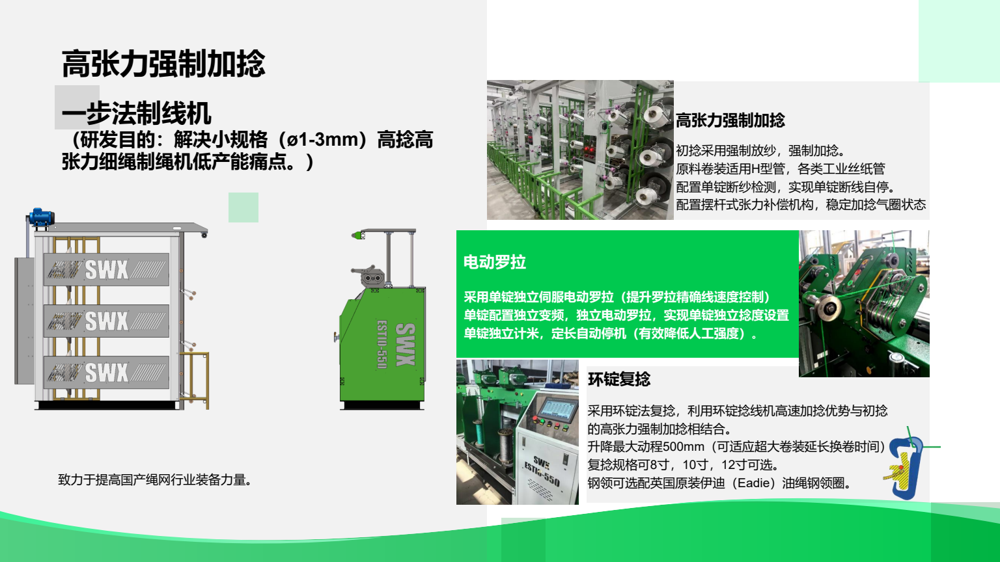 高张力强制加捻
一步法制线机
（研发目的：解决小规格（ø1-3mm）高捻高
张力细绳制绳机低产能痛点。）
SWX
SWX
SWX
SWX
ESTIO-550
致力于提高国产绳网行业装备力量。
高张力强制加捻
初捻采用强制放纱，强制加捻。
原料卷装适用H型管，各类工业丝纸管
配置单锭断纱检测，实现单锭断线自停。
配置摆杆式张力补偿机构，稳定加捻气圈状态
电动罗拉
采用单锭独立伺服电动罗拉（提升罗拉精确线速度控制）
单锭配置独立变频，独立电动罗拉，实现单锭独立捻度设置
单锭独立计米，定长自动停机（有效降低人工强度）。
SWX
ESTIO-550
环锭复捻
采用环锭法复捻，利用环锭捻线机高速加捻优势与初捻
的高张力强制加捻相结合。
升降最大动程500mm（可适应超大卷装延长换卷时间）
复捻规格可8寸，10寸，12寸可选。
钢领可选配英国原装伊迪（Eadie）油绳钢领圈。